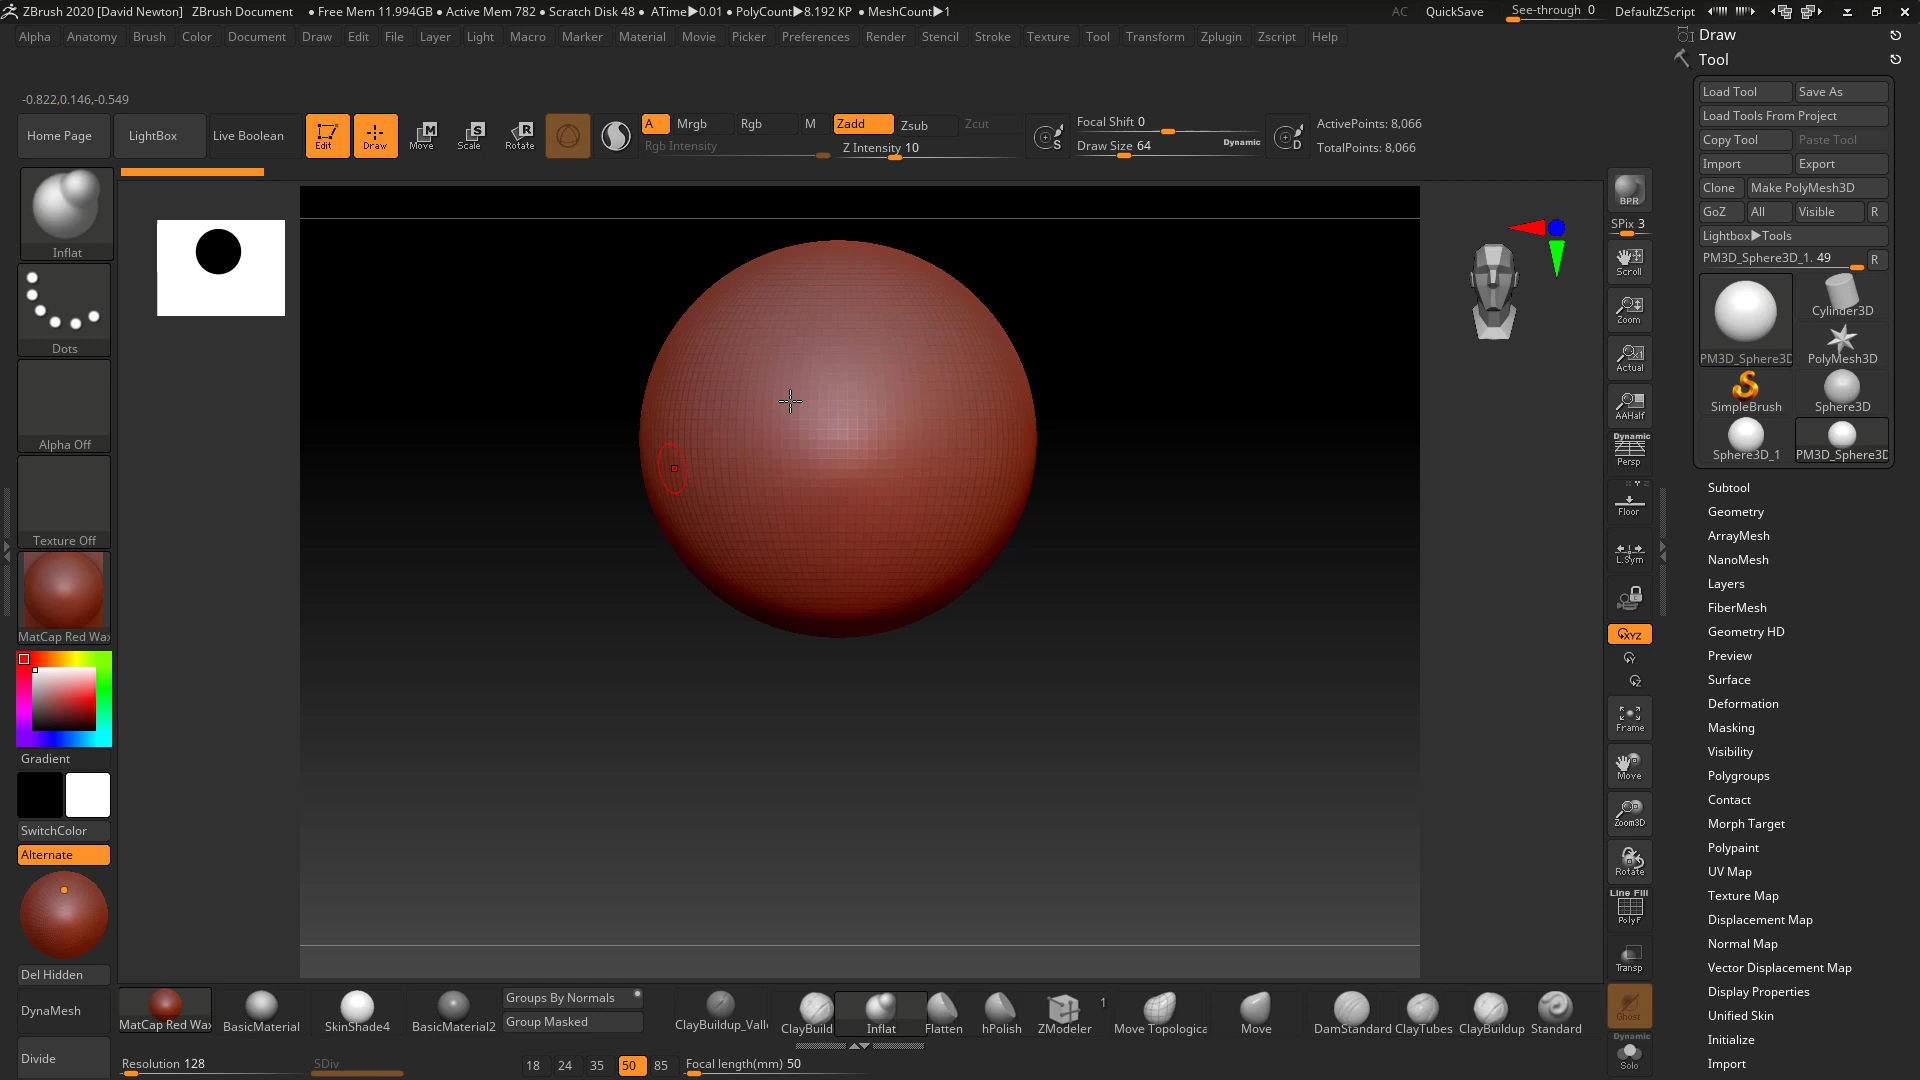 ZBrush 2020 [David Newton] ZBrush Document • Free Mem 11.994GB • Active Mem 782 • Scratch Disk 48 • ATime▶0.01 • PolyCount▶8.192 KP • MeshCount▶1 AC QuickSave See-through 0 DefaultZScript
Alpha Anatomy Brush Color Document Draw Edit File Layer Light Macro Marker Material Movie Picker Preferences Render Stencil Stroke Texture Tool Transform Zplugin Zscript Help
-0.822,0.146,-0.549
Home Page LightBox Live Boolean Edit Draw Move Scale Rotate
A Mrgb Rgb M Zadd Zsub Zcut
Rgb Intensity Z Intensity 10
Focal Shift 0
Draw Size 64 Dynamic
ActivePoints: 8,066
TotalPoints: 8,066
Inflat
Dots
Alpha Off
Texture Off
MatCap Red Wax
Gradient
SwitchColor
Alternate
Del Hidden
DynaMesh
Divide
BPR
SPix 3
Scroll
Zoom
Actual
AAHalf
Dynamic
Persp
Floor
L.Sym
XYZ
Y
Z
Frame
Move
Zoom3D
Rotate
Line Fill
PolyF
Transp
Ghost
Dynamic
Solo
Draw
Tool
Load Tool Save As
Load Tools From Project
Copy Tool Paste Tool
Import Export
Clone Make PolyMesh3D
GoZ All Visible R
Lightbox▶Tools
PM3D_Sphere3D_1. 49 R
Cylinder3D
PM3D_Sphere3D PolyMesh3D
SimpleBrush Sphere3D
Sphere3D_1 PM3D_Sphere3D
Subtool
Geometry
ArrayMesh
NanoMesh
Layers
FiberMesh
Geometry HD
Preview
Surface
Deformation
Masking
Visibility
Polygroups
Contact
Morph Target
Polypaint
UV Map
Texture Map
Displacement Map
Normal Map
Vector Displacement Map
Display Properties
Unified Skin
Initialize
Import
MatCap Red Wax BasicMaterial SkinShade4 BasicMaterial2
Groups By Normals
Group Masked
ClayBuildup_Vall ClayBuild Inflat Flatten hPolish ZModeler 1 Move Topologica Move DamStandard ClayTubes ClayBuildup Standard
Resolution 128 SDiv 18 24 35 50 85 Focal length(mm) 50